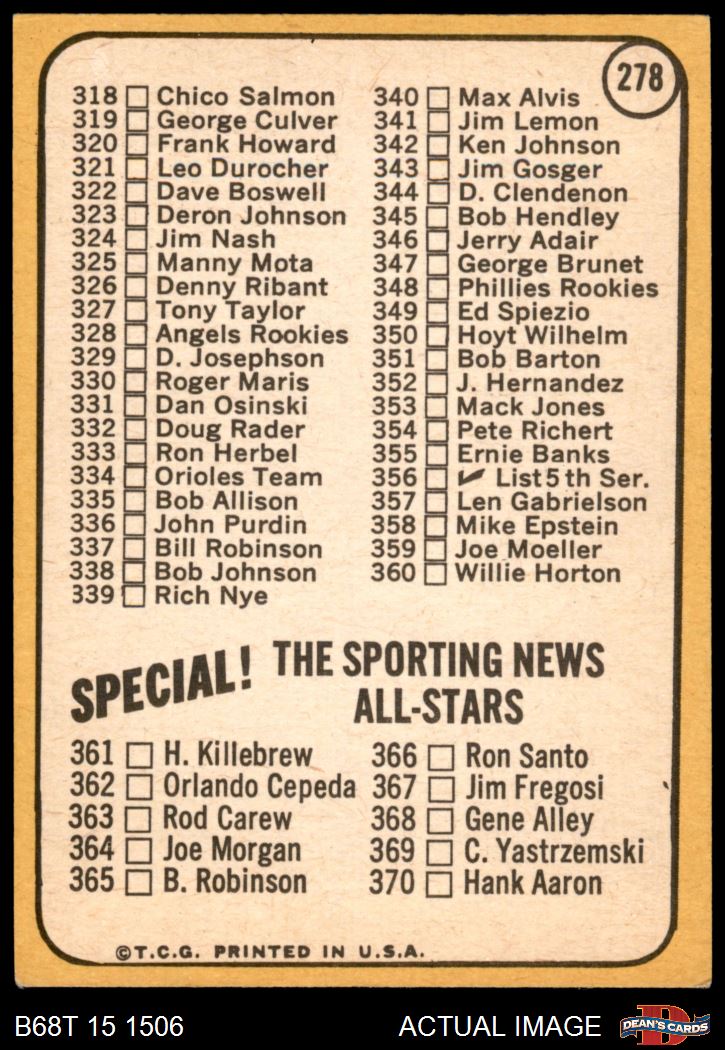 278
318 Chico Salmon
319 George Culver
320 Frank Howard
321 Leo Durocher
322 Dave Boswell
323 Deron Johnson
324 Jim Nash
325 Manny Mota
326 Denny Ribant
327 Tony Taylor
328 Angels Rookies
329 D. Josephson
330 Roger Maris
331 Dan Osinski
332 Doug Rader
333 Ron Herbel
334 Orioles Team
335 Bob Allison
336 John Purdin
337 Bill Robinson
338 Bob Johnson
339 Rich Nye
340 Max Alvis
341 Jim Lemon
342 Ken Johnson
343 Jim Gosger
344 D. Clendenon
345 Bob Hendley
346 Jerry Adair
347 George Brunet
348 Phillies Rookies
349 Ed Spiezio
350 Hoyt Wilhelm
351 Bob Barton
352 J. Hernandez
353 Mack Jones
354 Pete Richert
355 Ernie Banks
356 List 5th Ser.
357 Len Gabrielson
358 Mike Epstein
359 Joe Moeller
360 Willie Horton
SPECIAL! THE SPORTING NEWS
ALL-STARS
361 H. Killebrew
362 Orlando Cepeda
363 Rod Carew
364 Joe Morgan
365 B. Robinson
366 Ron Santo
367 Jim Fregosi
368 Gene Alley
369 C. Yastrzemski
370 Hank Aaron
©T.C.G. PRINTED IN U.S.A.
B68T 15 1506
ACTUAL IMAGE
D
DEAN'S CARDS